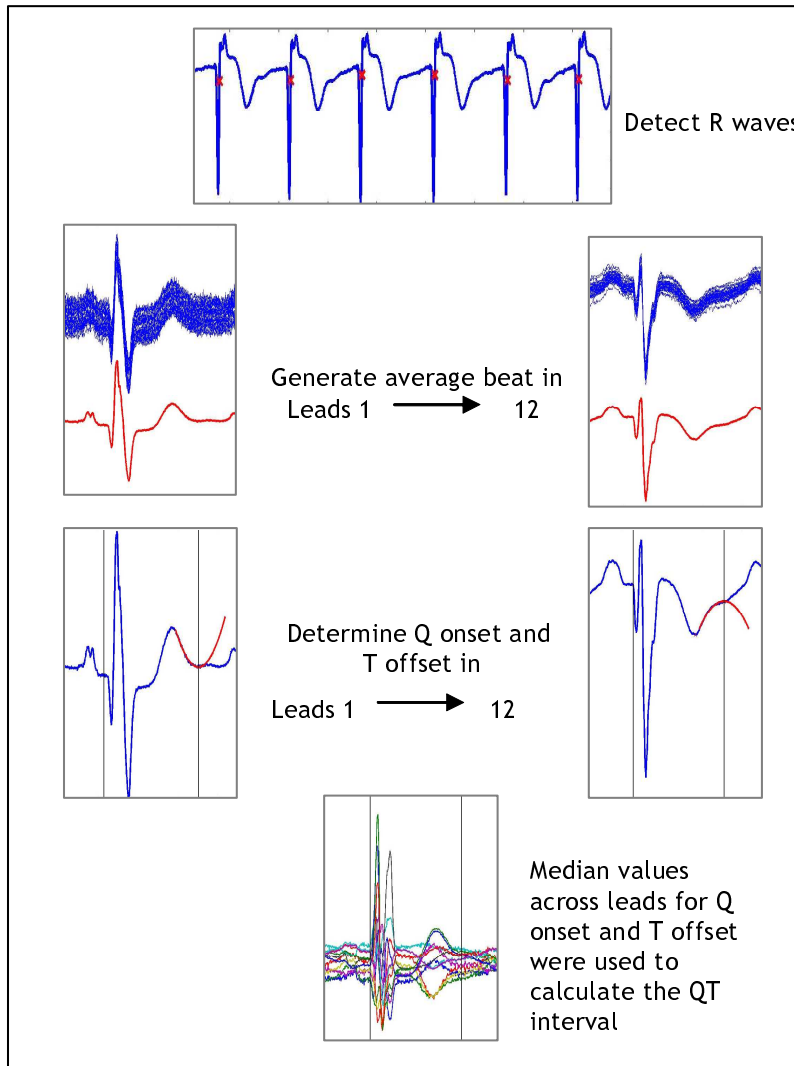 Detect R waves
Generate average beat in
Leads 1 12
Determine Q onset and
T offset in
Leads 1 12
Median values
across leads for Q
onset and T offset
were used to
calculate the QT
interval